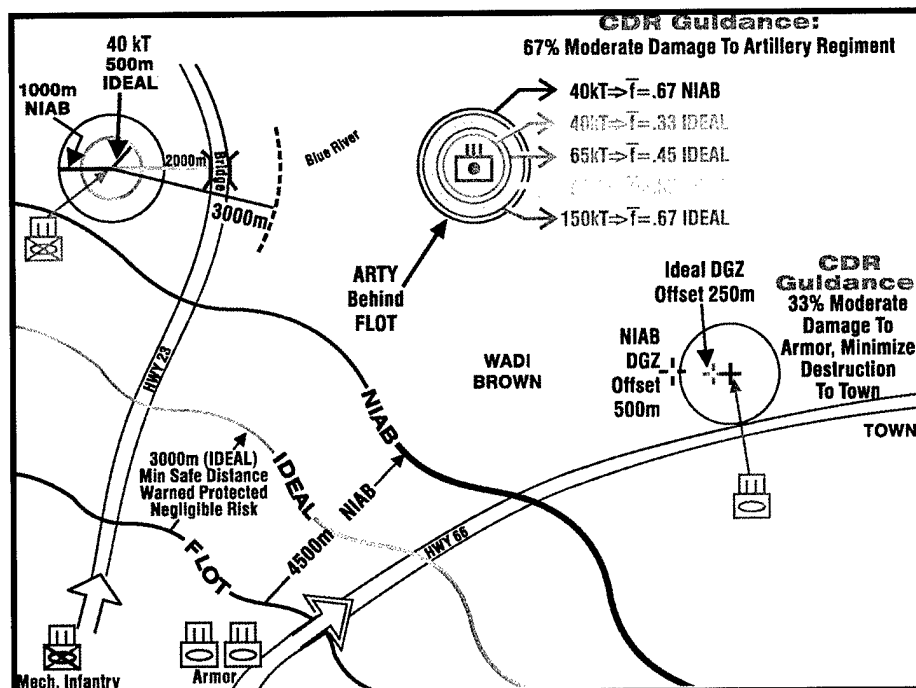 CDR Guidance:
67% Moderate Damage To Artillery Regiment
40 kT
500m
IDEAL
1000m
NIAB
2000m
Bridge
Blue River
3000m
40kT⇒f̅=.67 NIAB
40kT⇒f̅=.33 IDEAL
65kT⇒f̅=.45 IDEAL
150kT⇒f̅=.67 IDEAL
ARTY
Behind
FLOT
Ideal DGZ
Offset 250m
CDR
Guidance
33% Moderate
Damage To
Armor, Minimize
Destruction
To Town
NIAB
DGZ
Offset
500m
WADI
BROWN
TOWN
HWY 23
NIAB
IDEAL
3000m (IDEAL)
Min Safe Distance
Warned Protected
Negligible Risk
4500m NIAB
FLOT
HWY 66
Mech. Infantry
Armor